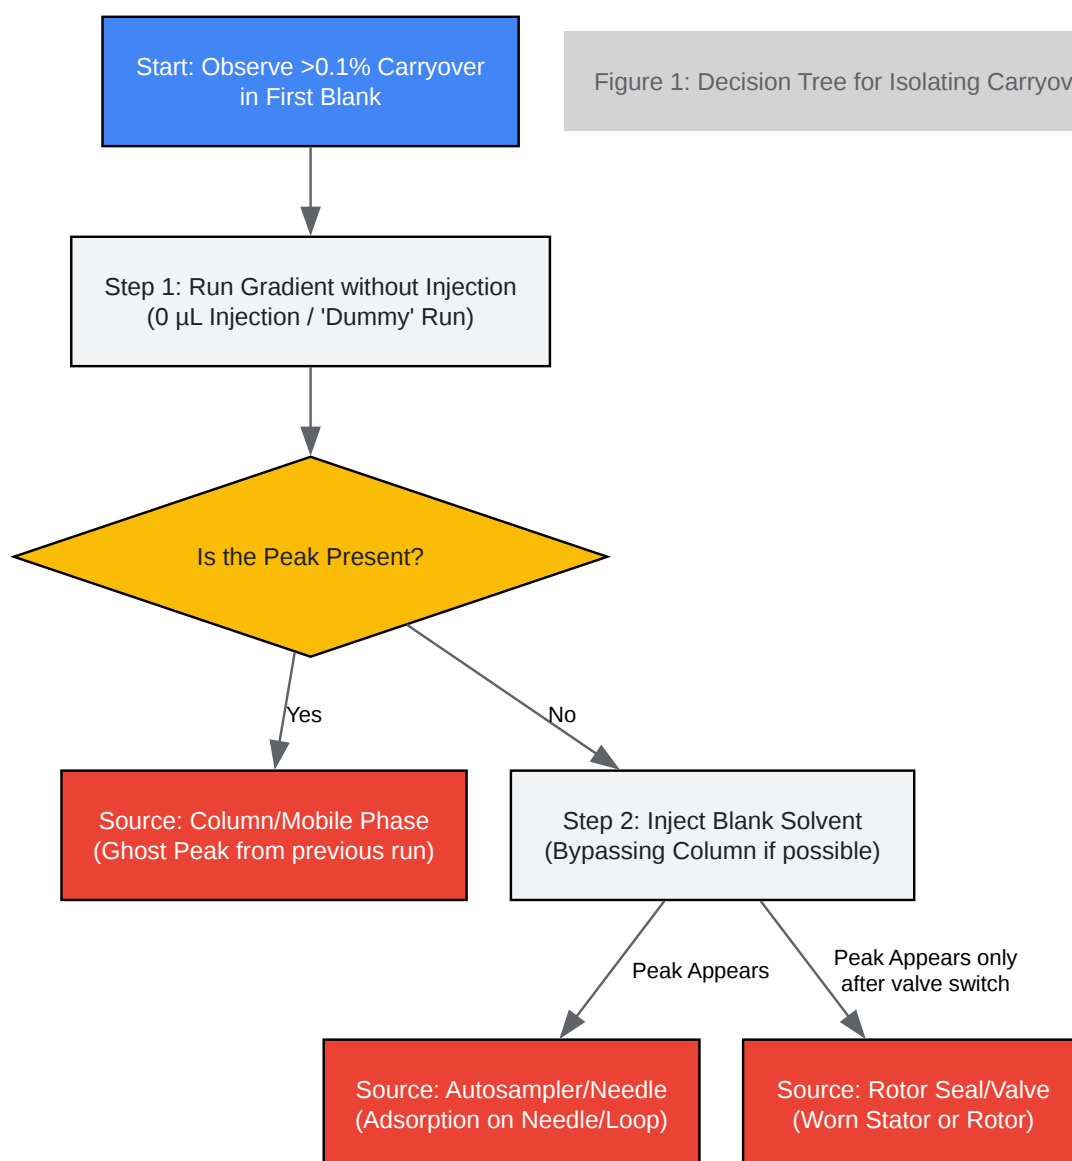 Start: Observe >0.1% Carryover
in First Blank
Figure 1: Decision Tree for Isolating Carryov
Step 1: Run Gradient without Injection
(0 µL Injection / 'Dummy' Run)
Is the Peak Present?
Yes
No
Source: Column/Mobile Phase
(Ghost Peak from previous run)
Step 2: Inject Blank Solvent
(Bypassing Column if possible)
Peak Appears
Peak Appears only
after valve switch
Source: Autosampler/Needle
(Adsorption on Needle/Loop)
Source: Rotor Seal/Valve
(Worn Stator or Rotor)